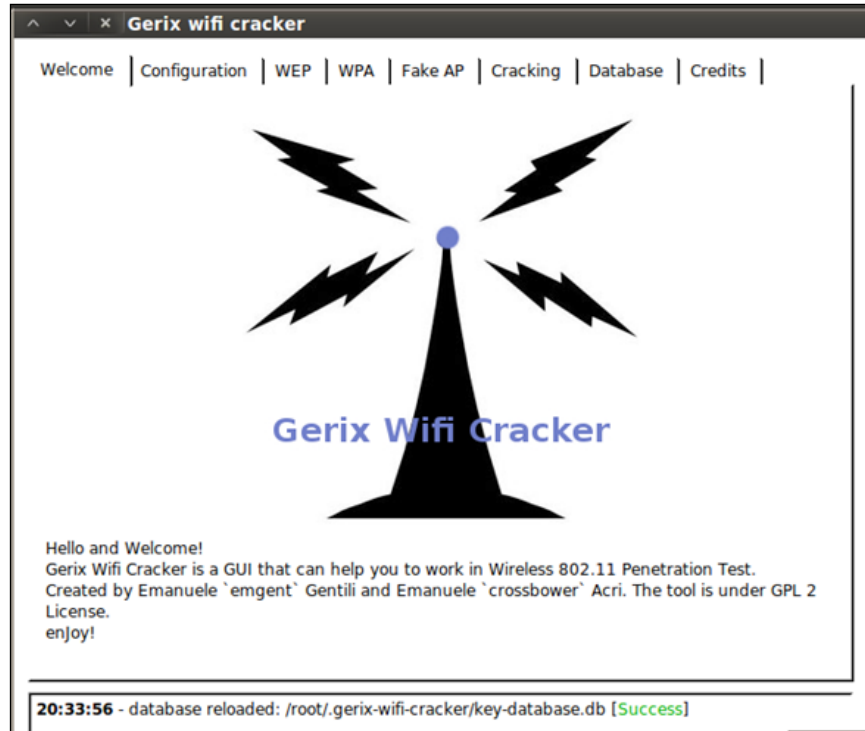 Gerix wifi cracker
Welcome Configuration WEP WPA Fake AP Cracking Database Credits
Gerix Wifi Cracker
Hello and Welcome!
Gerix Wifi Cracker is a GUI that can help you to work in Wireless 802.11 Penetration Test.
Created by Emanuele `emgent` Gentili and Emanuele `crossbower` Acri. The tool is under GPL 2
License.
enJoy!
20:33:56 - database reloaded: /root/.gerix-wifi-cracker/key-database.db [Success]